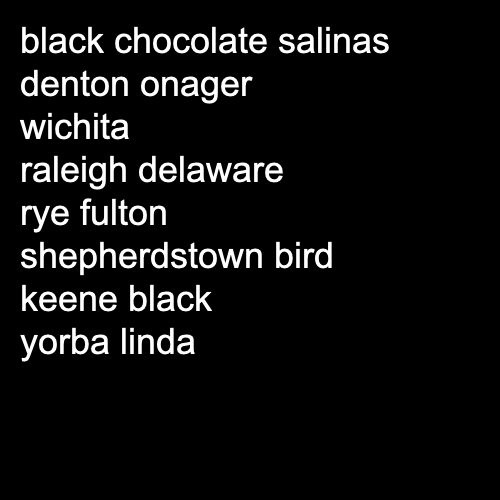 black chocolate salinas
denton onager
wichita
raleigh delaware
rye fulton
shepherdstown bird
keene black
yorba linda